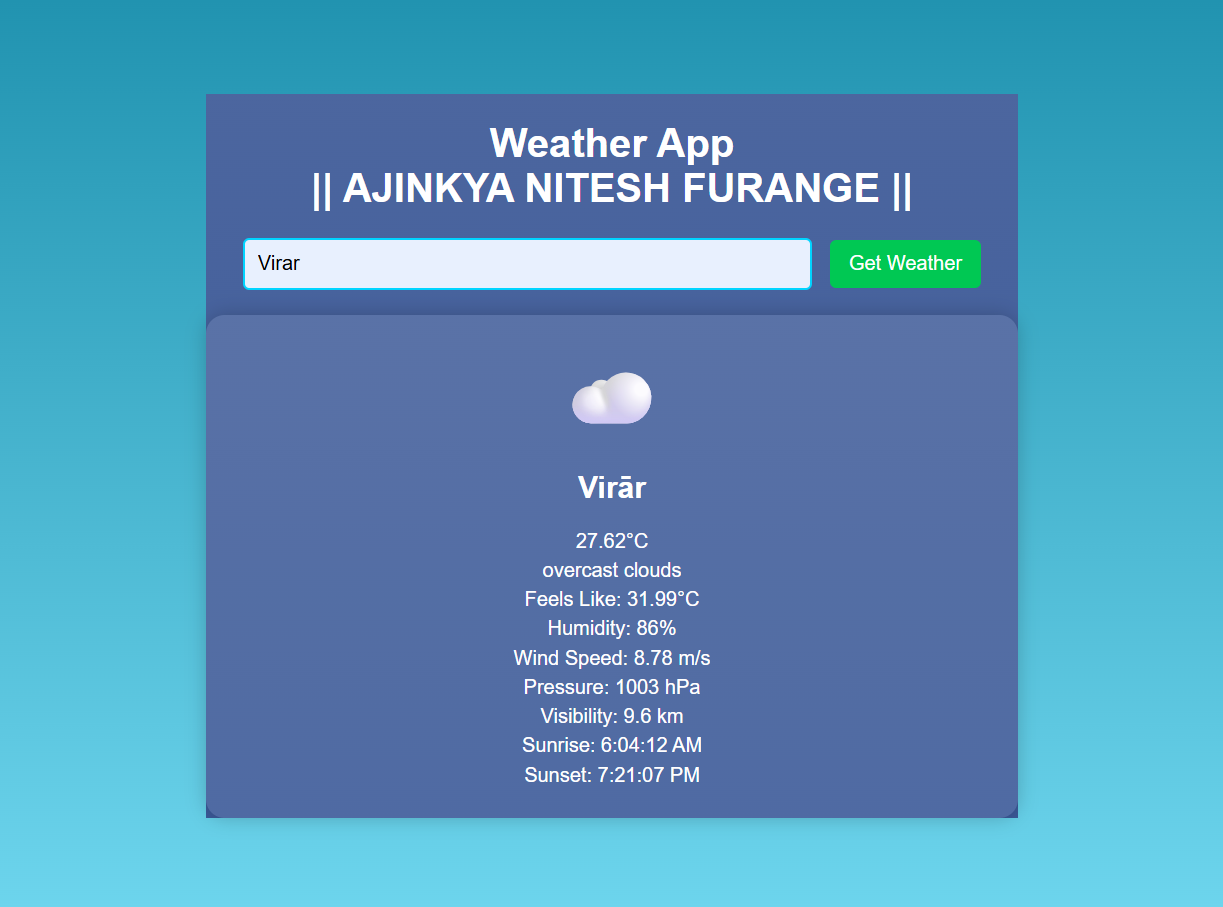 Weather App
|| AJINKYA NITESH FURANGE ||
Virar
Get Weather
Virār
27.62°C
overcast clouds
Feels Like: 31.99°C
Humidity: 86%
Wind Speed: 8.78 m/s
Pressure: 1003 hPa
Visibility: 9.6 km
Sunrise: 6:04:12 AM
Sunset: 7:21:07 PM